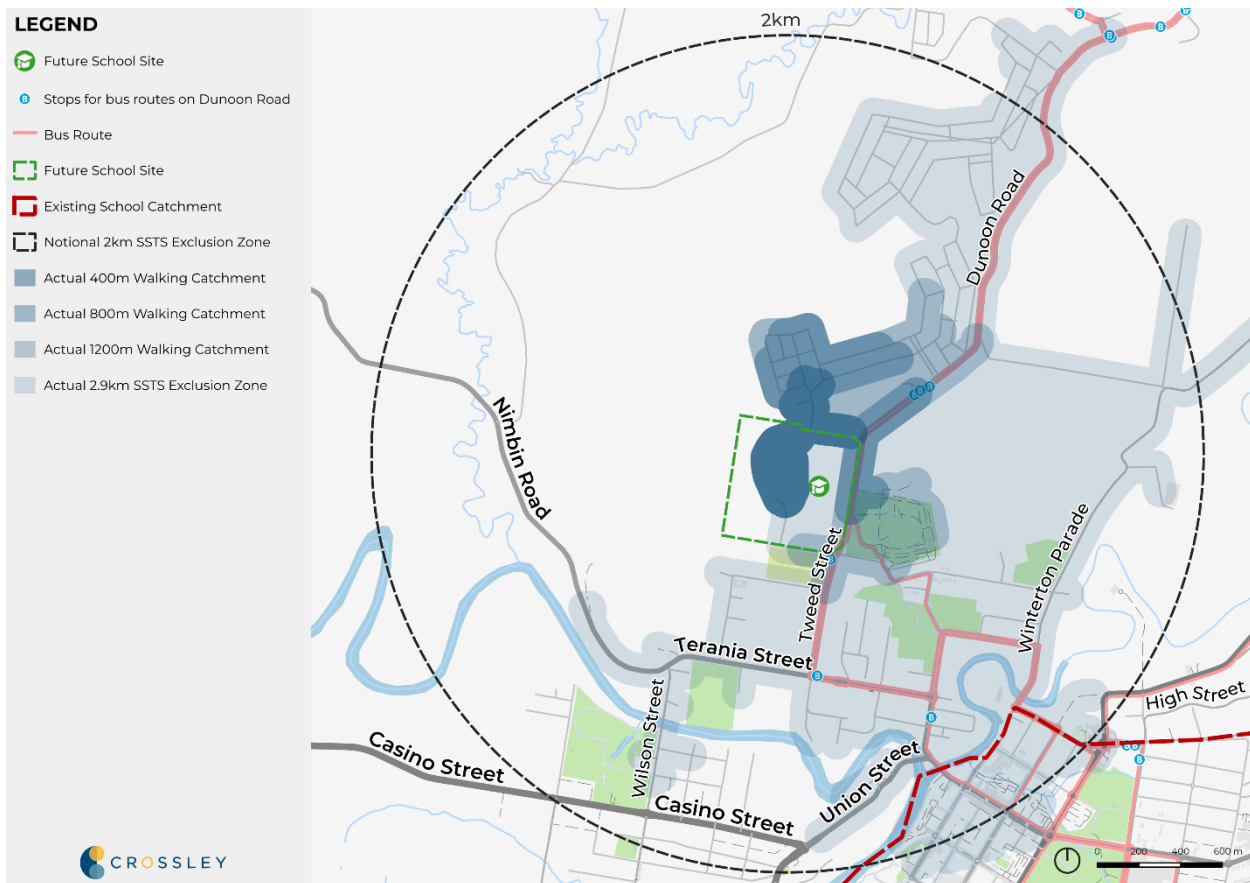 LEGEND
Future School Site
B Stops for bus routes on Dunoon Road
Bus Route
Future School Site
Existing School Catchment
Notional 2km SSTS Exclusion Zone
Actual 400m Walking Catchment
Actual 800m Walking Catchment
Actual 1200m Walking Catchment
Actual 2.9km SSTS Exclusion Zone
CROSSLEY
2km
B
B
B
B
Dunoon Road
B
B
B
Nimbin Road
Tweed Street
B
Winterton Parade
Terania Street
B
Wilson Street
B
High Street
B
B
B
Casino Street
Union Street
Casino Street
0 200 400 600 m